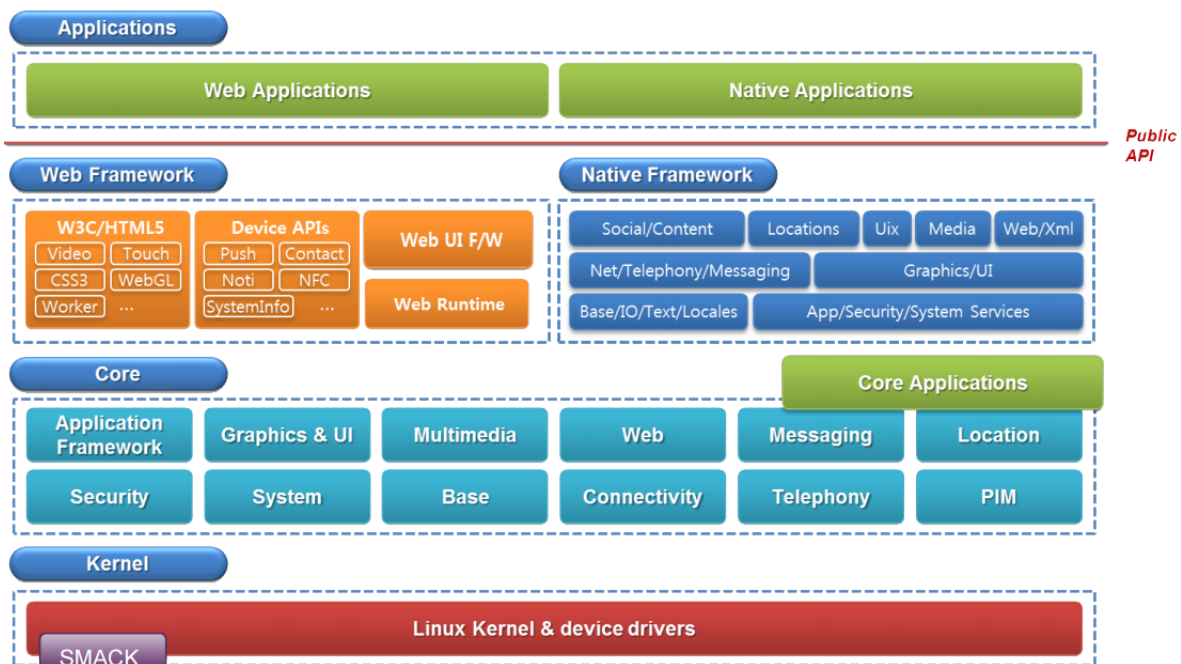 Applications
Web Applications
Native Applications
Public
API
Web Framework
W3C/HTML5
Video Touch
CSS3 WebGL
Worker ...
Device APIs
Push Contact
Noti NFC
SystemInfo ...
Web UI F/W
Web Runtime
Native Framework
Social/Content Locations Uix Media Web/Xml
Net/Telephony/Messaging Graphics/UI
Base/IO/Text/Locales App/Security/System Services
Core
Core Applications
Application
Framework
Graphics & UI Multimedia Web Messaging Location
Security System Base Connectivity Telephony PIM
Kernel
Linux Kernel & device drivers
SMACK